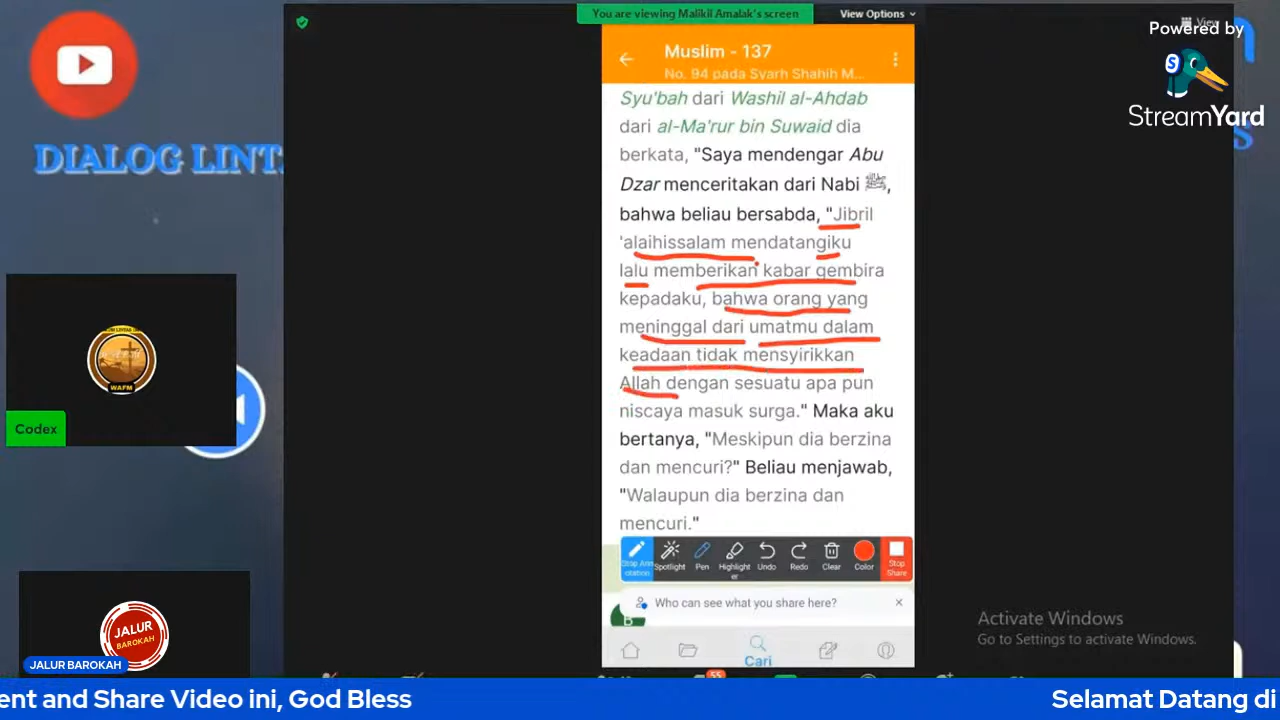 You are viewing Malikil Amalak's screen
View Options
View
Powered by
StreamYard
DIALOG LINT
Muslim - 137
No. 94 pada Syarh Shahih M...
Syu'bah dari Washil al-Ahdab
dari al-Ma'rur bin Suwaid dia
berkata, "Saya mendengar Abu
Dzar menceritakan dari Nabi ﷺ,
bahwa beliau bersabda, "Jibril
'alaihissalam mendatangiku
lalu memberikan kabar gembira
kepadaku, bahwa orang yang
meninggal dari umatmu dalam
keadaan tidak mensyirikkan
Allah dengan sesuatu apa pun
niscaya masuk surga." Maka aku
bertanya, "Meskipun dia berzina
dan mencuri?" Beliau menjawab,
"Walaupun dia berzina dan
mencuri."
Stop Annotation
Spotlight
Pen
Highlighter
Undo
Redo
Clear
Color
Stop Share
Who can see what you share here?
Cari
55
WAFM
Codex
JALUR
BAROKAH
JALUR BAROKAH
Activate Windows
Go to Settings to activate Windows.
ent and Share Video ini, God Bless
Selamat Datang di